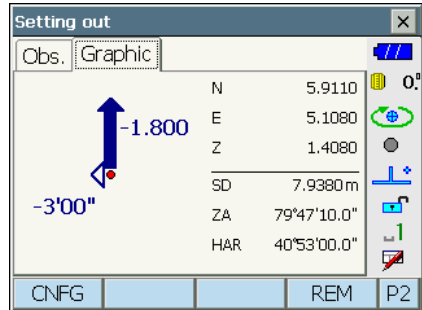 Setting out
Obs. Graphic
N 5.9110
E 5.1080
Z 1.4080
SD 7.9380m
ZA 79°47'10.0"
HAR 40°53'00.0"
-1.800
-3'00"
0."
1
CNFG REM P2